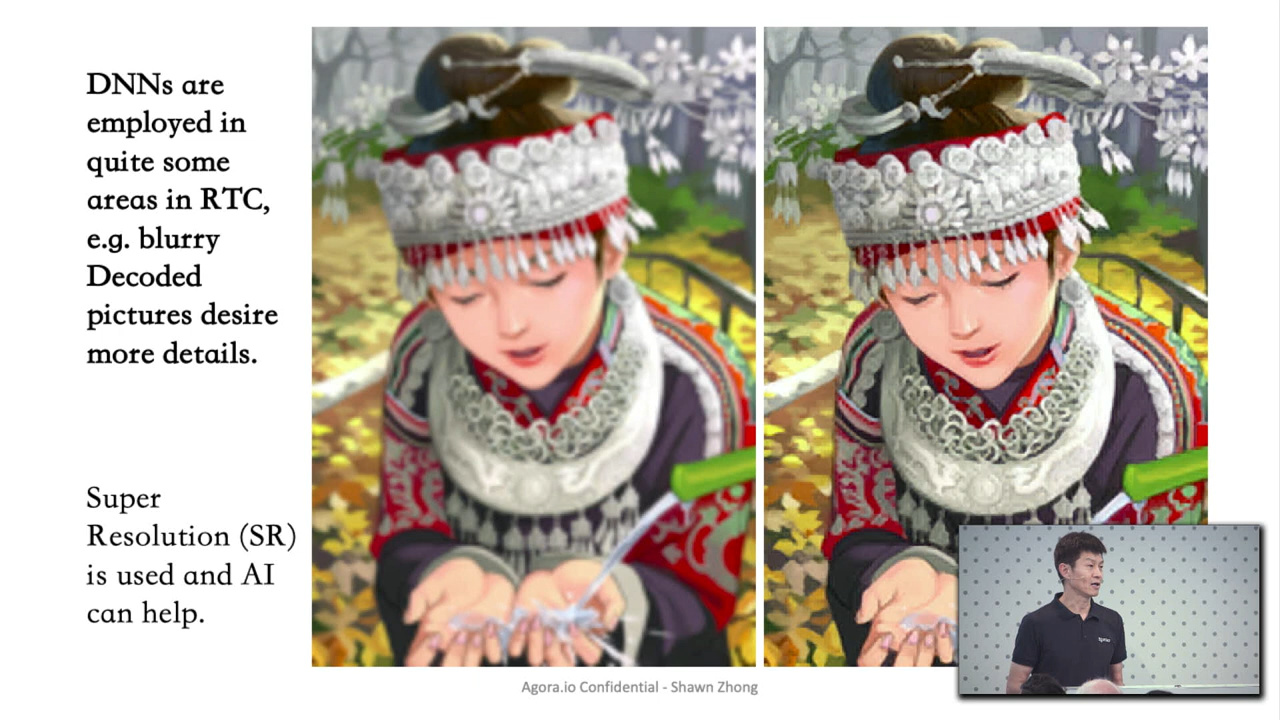 DNNs are
employed in
quite some
areas in RTC,
e.g. blurry
Decoded
pictures desire
more details.
Super
Resolution (SR)
is used and AI
can help.
Agora.io Confidential - Shawn Zhong